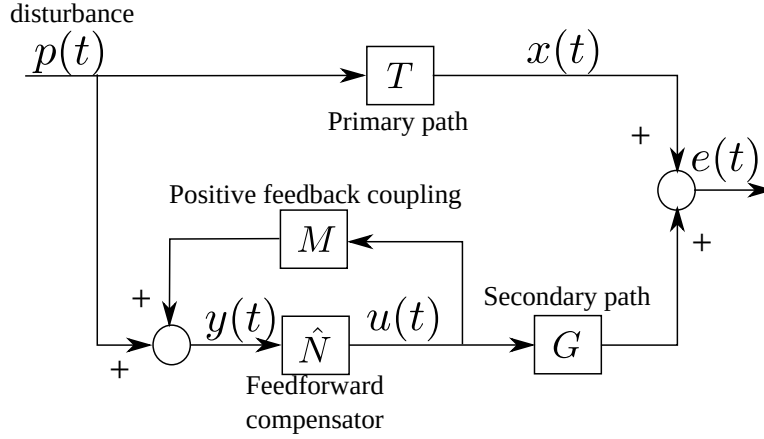 disturbance
p(t)
T
x(t)
Primary path
+
e(t)
Positive feedback coupling
M
+
+
Secondary path
y(t)
N̂
u(t)
G
+
Feedforward
compensator